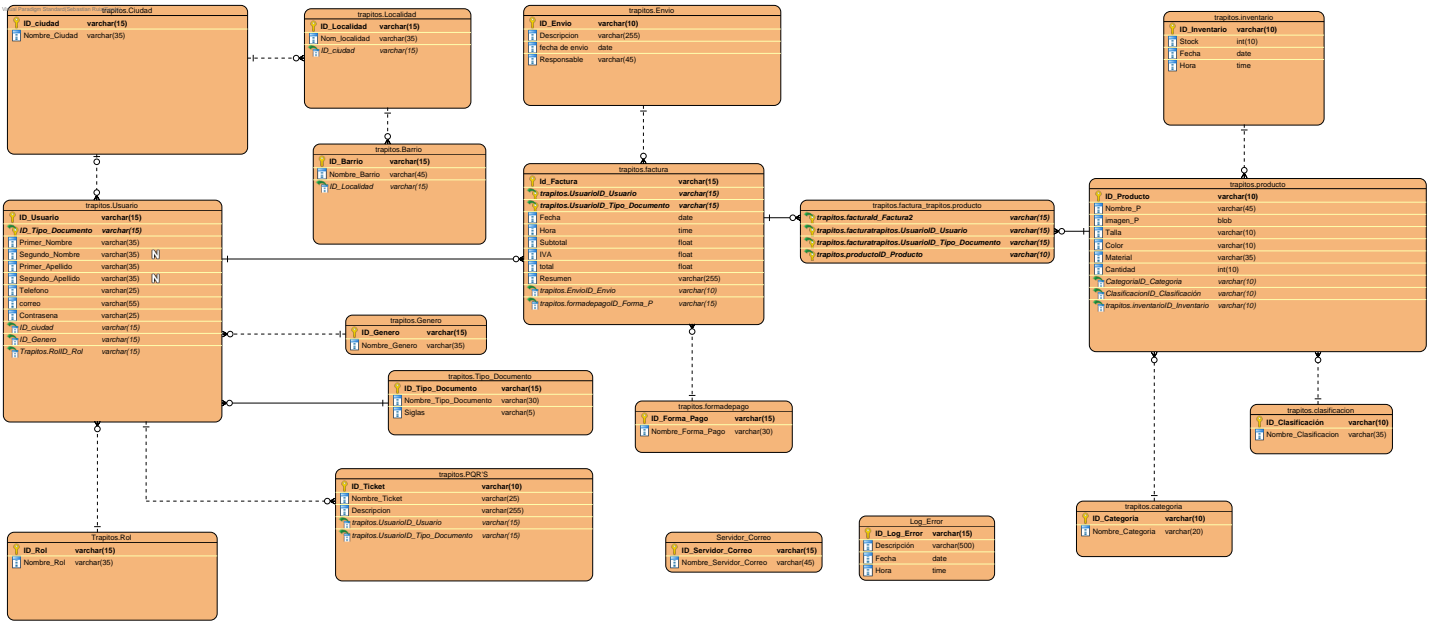 trapitos.Ciudad
ID_ciudad varchar(15)
Nombre_Ciudad varchar(35)
trapitos.Localidad
ID_Localidad varchar(15)
Nom_localidad varchar(35)
ID_ciudad varchar(15)
trapitos.Envio
ID_Envio varchar(10)
Descripcion varchar(255)
fecha de envio date
Responsable varchar(45)
trapitos.inventario
ID_Inventario varchar(10)
Stock int(10)
Fecha date
Hora time
trapitos.Barrio
ID_Barrio varchar(15)
Nombre_Barrio varchar(45)
ID_Localidad varchar(15)
trapitos.factura
Id_Factura varchar(15)
trapitos.UsuarioID_Usuario varchar(15)
trapitos.UsuarioID_Tipo_Documento varchar(15)
Fecha date
Hora time
Subtotal float
IVA float
total float
Resumen varchar(255)
trapitos.EnvioID_Envio varchar(10)
trapitos.formadepagoID_Forma_P varchar(15)
trapitos.producto
ID_Producto varchar(10)
Nombre_P varchar(45)
imagen_P blob
Talla varchar(10)
Color varchar(10)
Material varchar(35)
Cantidad int(10)
CategoriaID_Categoria varchar(10)
ClasificacionID_Clasificación varchar(10)
trapitos.inventarioID_Inventario varchar(10)
trapitos.Usuario
ID_Usuario varchar(15)
ID_Tipo_Documento varchar(15)
Primer_Nombre varchar(35)
Segundo_Nombre varchar(35) N
Primer_Apellido varchar(35)
Segundo_Apellido varchar(35) N
Telefono varchar(25)
correo varchar(55)
Contrasena varchar(25)
ID_ciudad varchar(15)
ID_Genero varchar(15)
Trapitos.RolID_Rol varchar(15)
trapitos.factura_trapitos.producto
trapitos.facturaId_Factura2 varchar(15)
trapitos.facturatrapitos.UsuarioID_Usuario varchar(15)
trapitos.facturatrapitos.UsuarioID_Tipo_Documento varchar(15)
trapitos.productoID_Producto varchar(10)
trapitos.Genero
ID_Genero varchar(15)
Nombre_Genero varchar(35)
trapitos.Tipo_Documento
ID_Tipo_Documento varchar(15)
Nombre_Tipo_Documento varchar(30)
Siglas varchar(5)
trapitos.formadepago
ID_Forma_Pago varchar(15)
Nombre_Forma_Pago varchar(30)
trapitos.clasificacion
ID_Clasificación varchar(10)
Nombre_Clasificacion varchar(35)
trapitos.PQR'S
ID_Ticket varchar(10)
Nombre_Ticket varchar(25)
Descripcion varchar(255)
trapitos.UsuarioID_Usuario varchar(15)
trapitos.UsuarioID_Tipo_Documento varchar(15)
trapitos.categoria
ID_Categoria varchar(10)
Nombre_Categoria varchar(20)
Trapitos.Rol
ID_Rol varchar(15)
Nombre_Rol varchar(35)
Servidor_Correo
ID_Servidor_Correo varchar(15)
Nombre_Servidor_Correo varchar(45)
Log_Error
ID_Log_Error varchar(15)
Descripción varchar(500)
Fecha date
Hora time